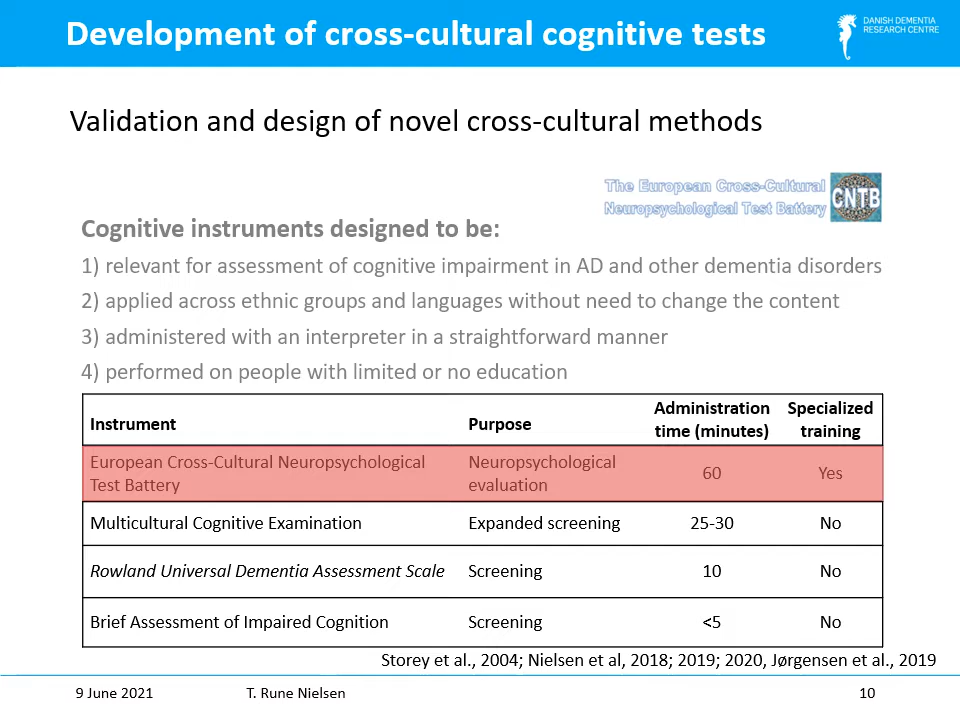 Development of cross-cultural cognitive tests
DANISH DEMENTIA
RESEARCH CENTRE
Validation and design of novel cross-cultural methods
The European Cross-Cultural
Neuropsychological Test Battery
CNTB
Cognitive instruments designed to be:
1) relevant for assessment of cognitive impairment in AD and other dementia disorders
2) applied across ethnic groups and languages without need to change the content
3) administered with an interpreter in a straightforward manner
4) performed on people with limited or no education
Instrument Purpose Administration time (minutes) Specialized training
European Cross-Cultural Neuropsychological Test Battery Neuropsychological evaluation 60 Yes
Multicultural Cognitive Examination Expanded screening 25-30 No
Rowland Universal Dementia Assessment Scale Screening 10 No
Brief Assessment of Impaired Cognition Screening <5 No
Storey et al., 2004; Nielsen et al, 2018; 2019; 2020, Jørgensen et al., 2019
9 June 2021 T. Rune Nielsen 10